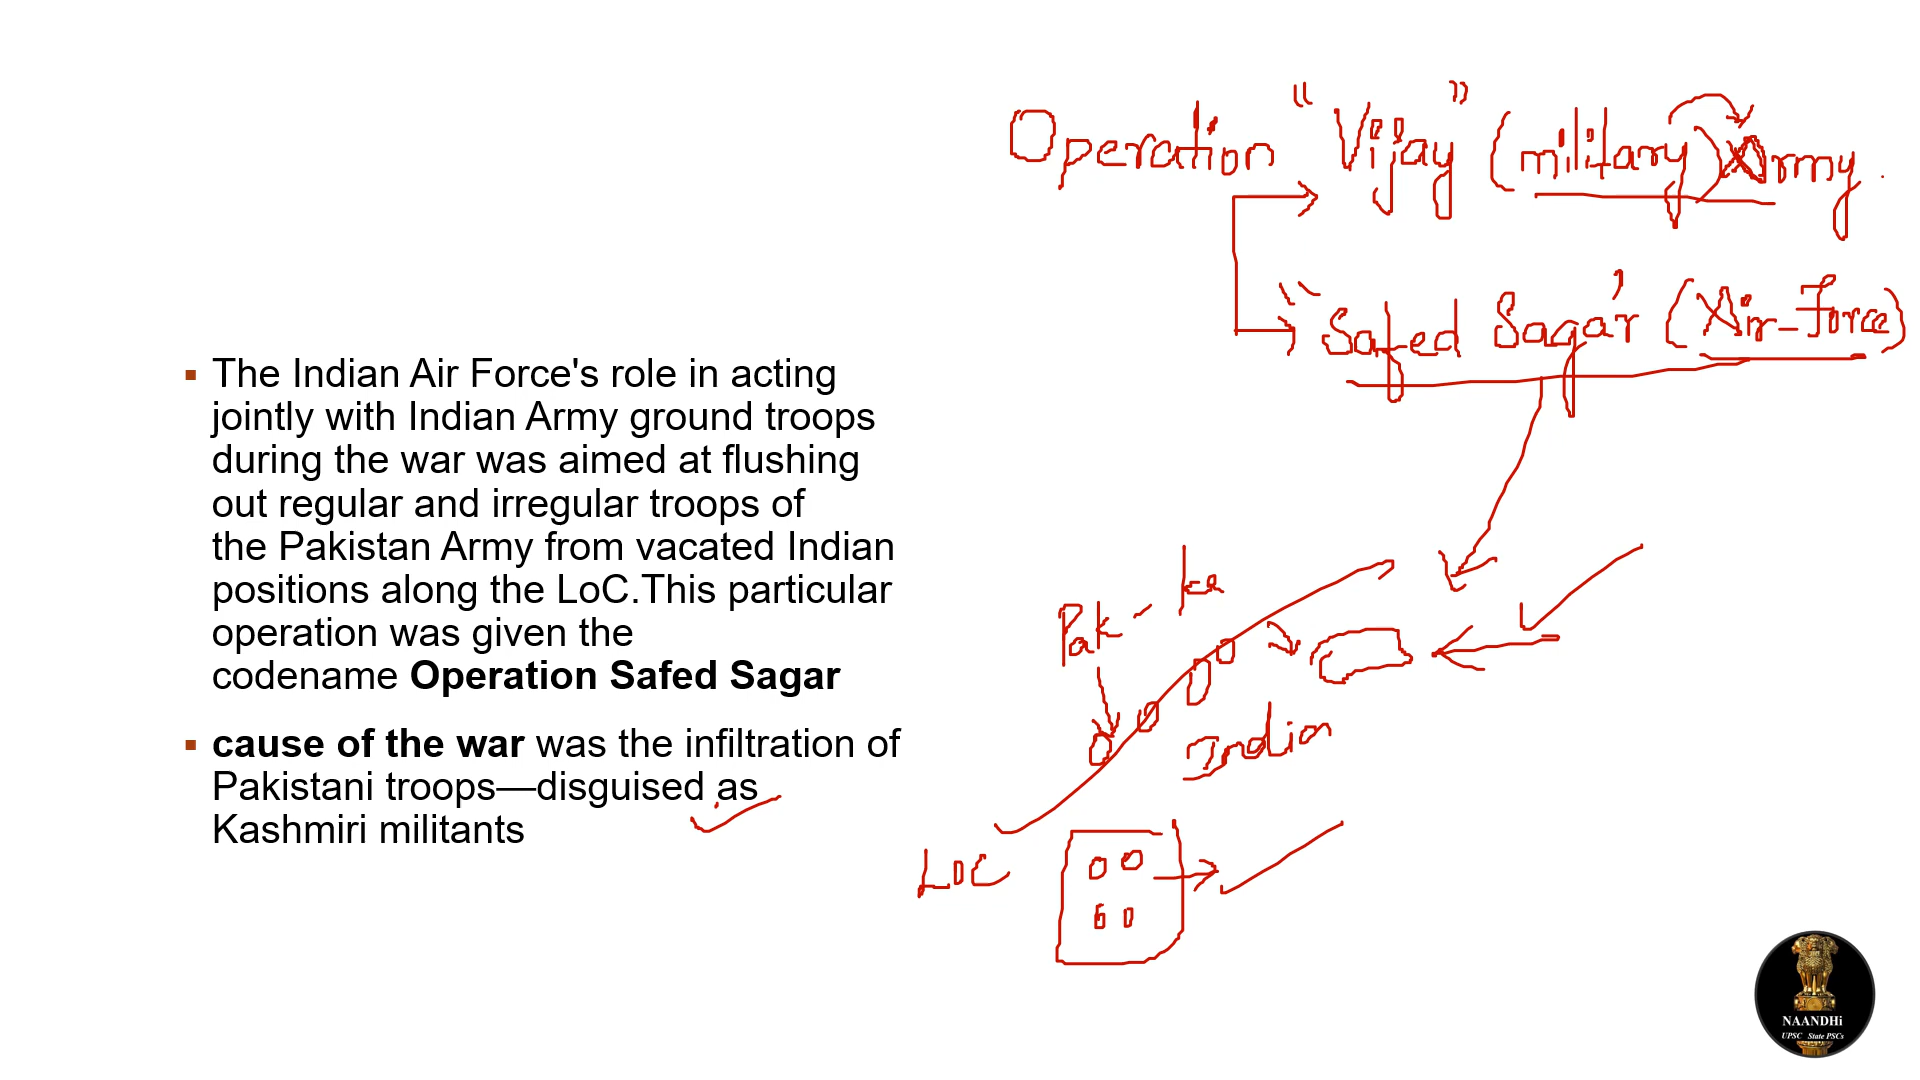 Operation "Vijay" (military) Army
"Safed Sagar' (Air-Force)
▪ The Indian Air Force's role in acting
jointly with Indian Army ground troops
during the war was aimed at flushing
out regular and irregular troops of
the Pakistan Army from vacated Indian
positions along the LoC.This particular
operation was given the
codename Operation Safed Sagar
▪ cause of the war was the infiltration of
Pakistani troops—disguised as
Kashmiri militants
Pak - ka
Indian
LOC
NAANDHi
UPSC State PSCs